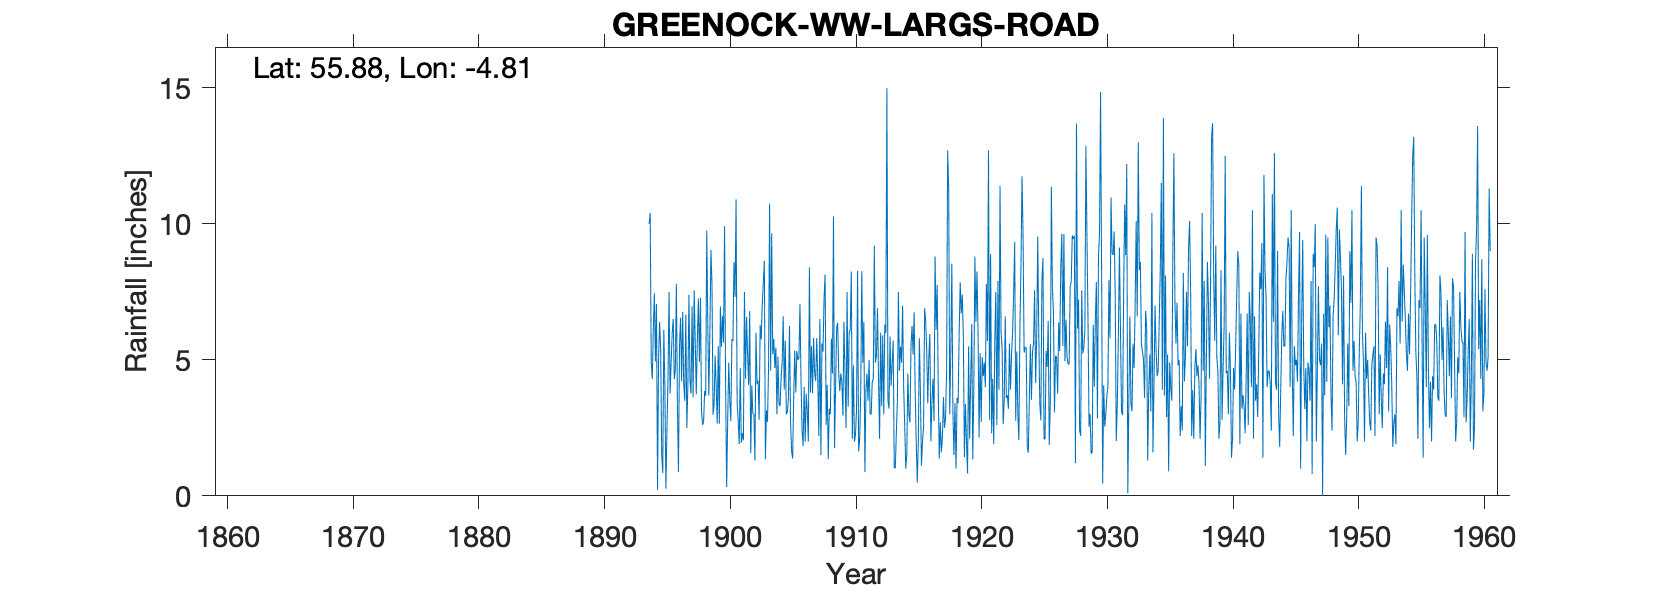 GREENOCK-WW-LARGS-ROAD
Lat: 55.88, Lon: -4.81
15
10
5
0
Rainfall [inches]
1860 1870 1880 1890 1900 1910 1920 1930 1940 1950 1960
Year